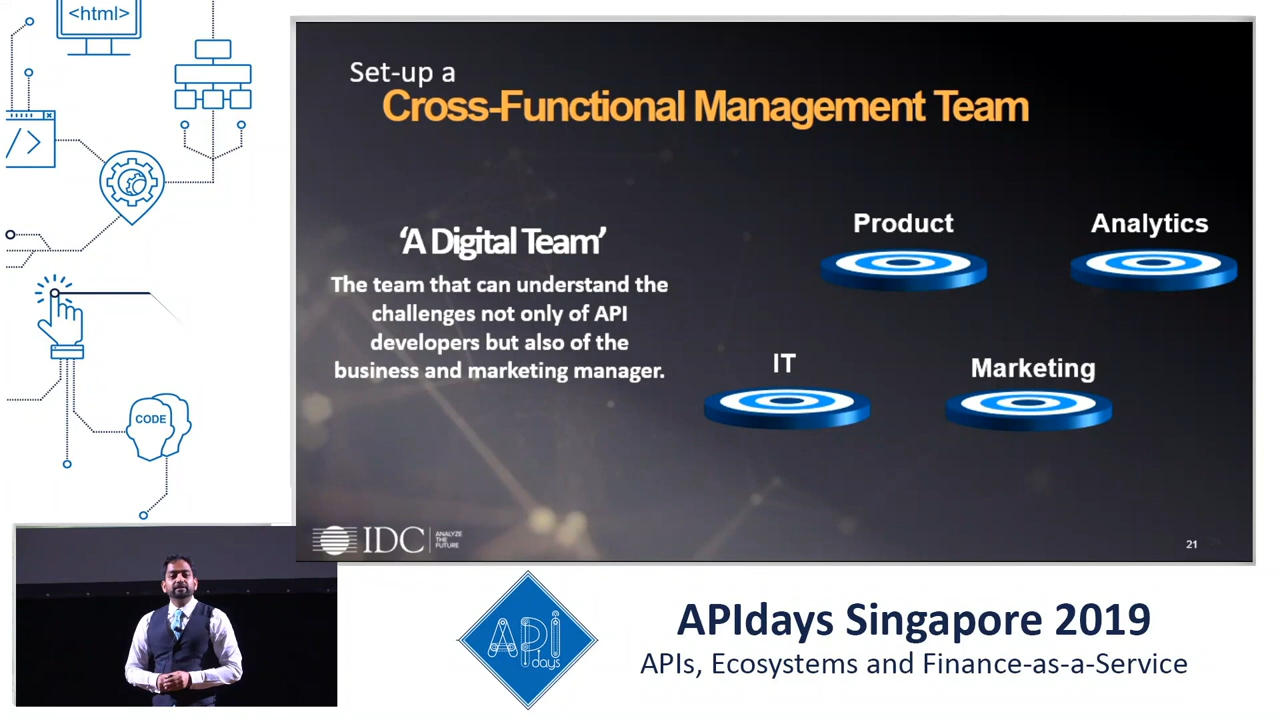 <html>
</>
CODE
Set-up a
Cross-Functional Management Team
‘A Digital Team’
The team that can understand the
challenges not only of API
developers but also of the
business and marketing manager.
Product
Analytics
IT
Marketing
IDC
ANALYZE
THE
FUTURE
21
API
days
APIdays Singapore 2019
APIs, Ecosystems and Finance-as-a-Service